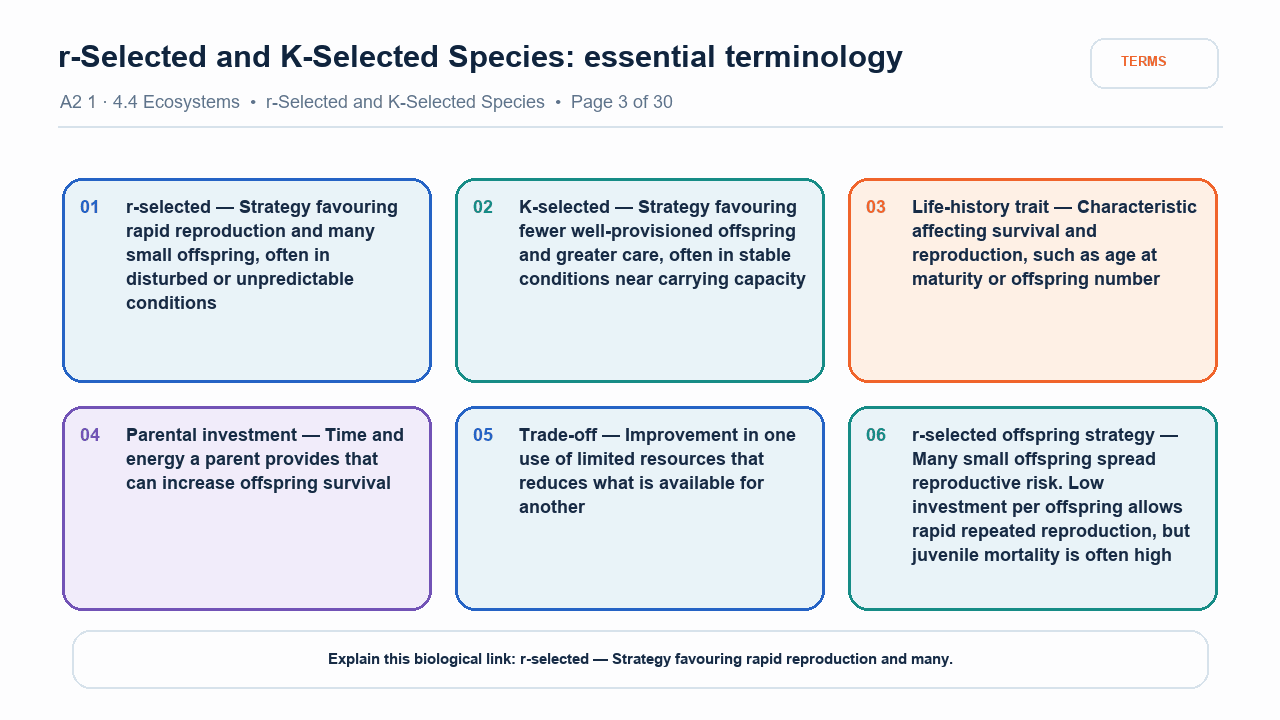 r-Selected and K-Selected Species: essential terminology
TERMS
A2 1 · 4.4 Ecosystems • r-Selected and K-Selected Species • Page 3 of 30
01
r-selected — Strategy favouring
rapid reproduction and many
small offspring, often in
disturbed or unpredictable
conditions
02
K-selected — Strategy favouring
fewer well-provisioned offspring
and greater care, often in stable
conditions near carrying capacity
03
Life-history trait — Characteristic
affecting survival and
reproduction, such as age at
maturity or offspring number
04
Parental investment — Time and
energy a parent provides that
can increase offspring survival
05
Trade-off — Improvement in one
use of limited resources that
reduces what is available for
another
06
r-selected offspring strategy —
Many small offspring spread
reproductive risk. Low
investment per offspring allows
rapid repeated reproduction, but
juvenile mortality is often high
Explain this biological link: r-selected — Strategy favouring rapid reproduction and many.